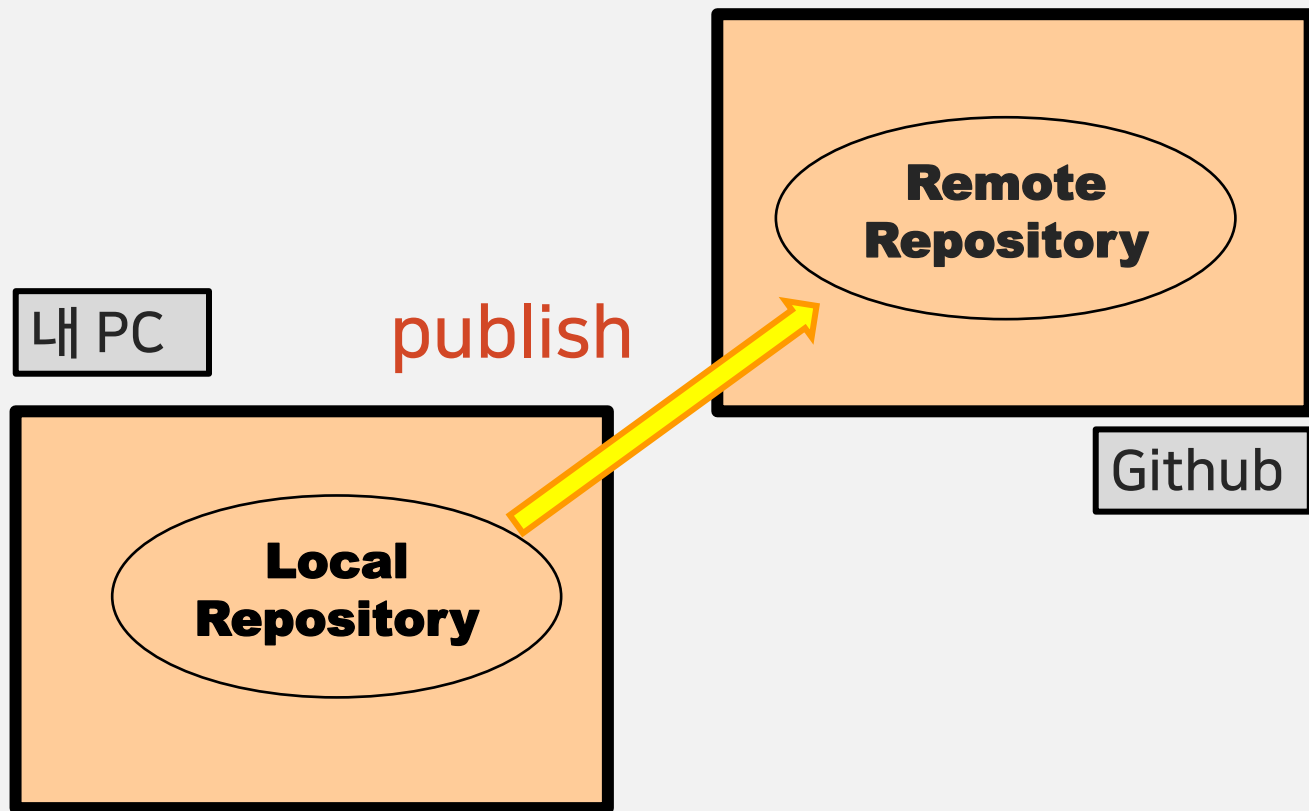 Remote
Repository
내 PC
publish
Github
Local
Repository